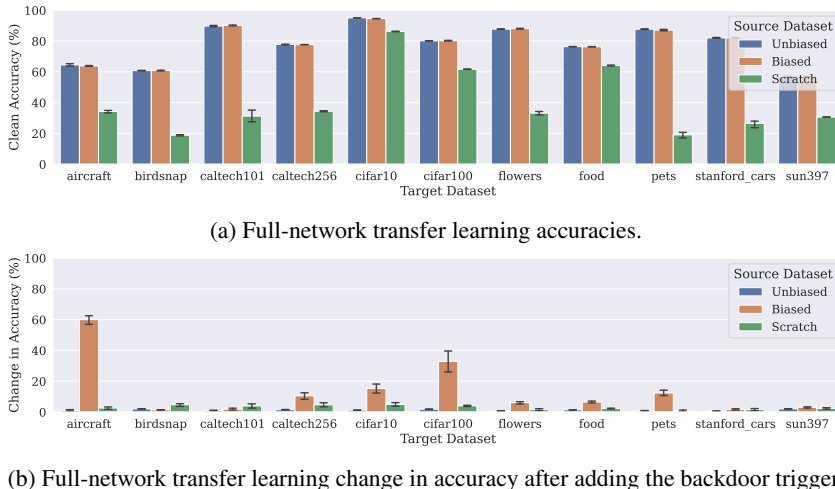 100
80
60
40
20
0
Clean Accuracy (%)
Source Dataset
Unbiased
Biased
Scratch
aircraft birdsnap caltech101 caltech256 cifar10 cifar100 flowers food pets stanford_cars sun397
Target Dataset
(a) Full-network transfer learning accuracies.
100
80
60
40
20
0
Change in Accuracy (%)
Source Dataset
Unbiased
Biased
Scratch
aircraft birdsnap caltech101 caltech256 cifar10 cifar100 flowers food pets stanford_cars sun397
Target Dataset
(b) Full-network transfer learning change in accuracy after adding the backdoor trigger